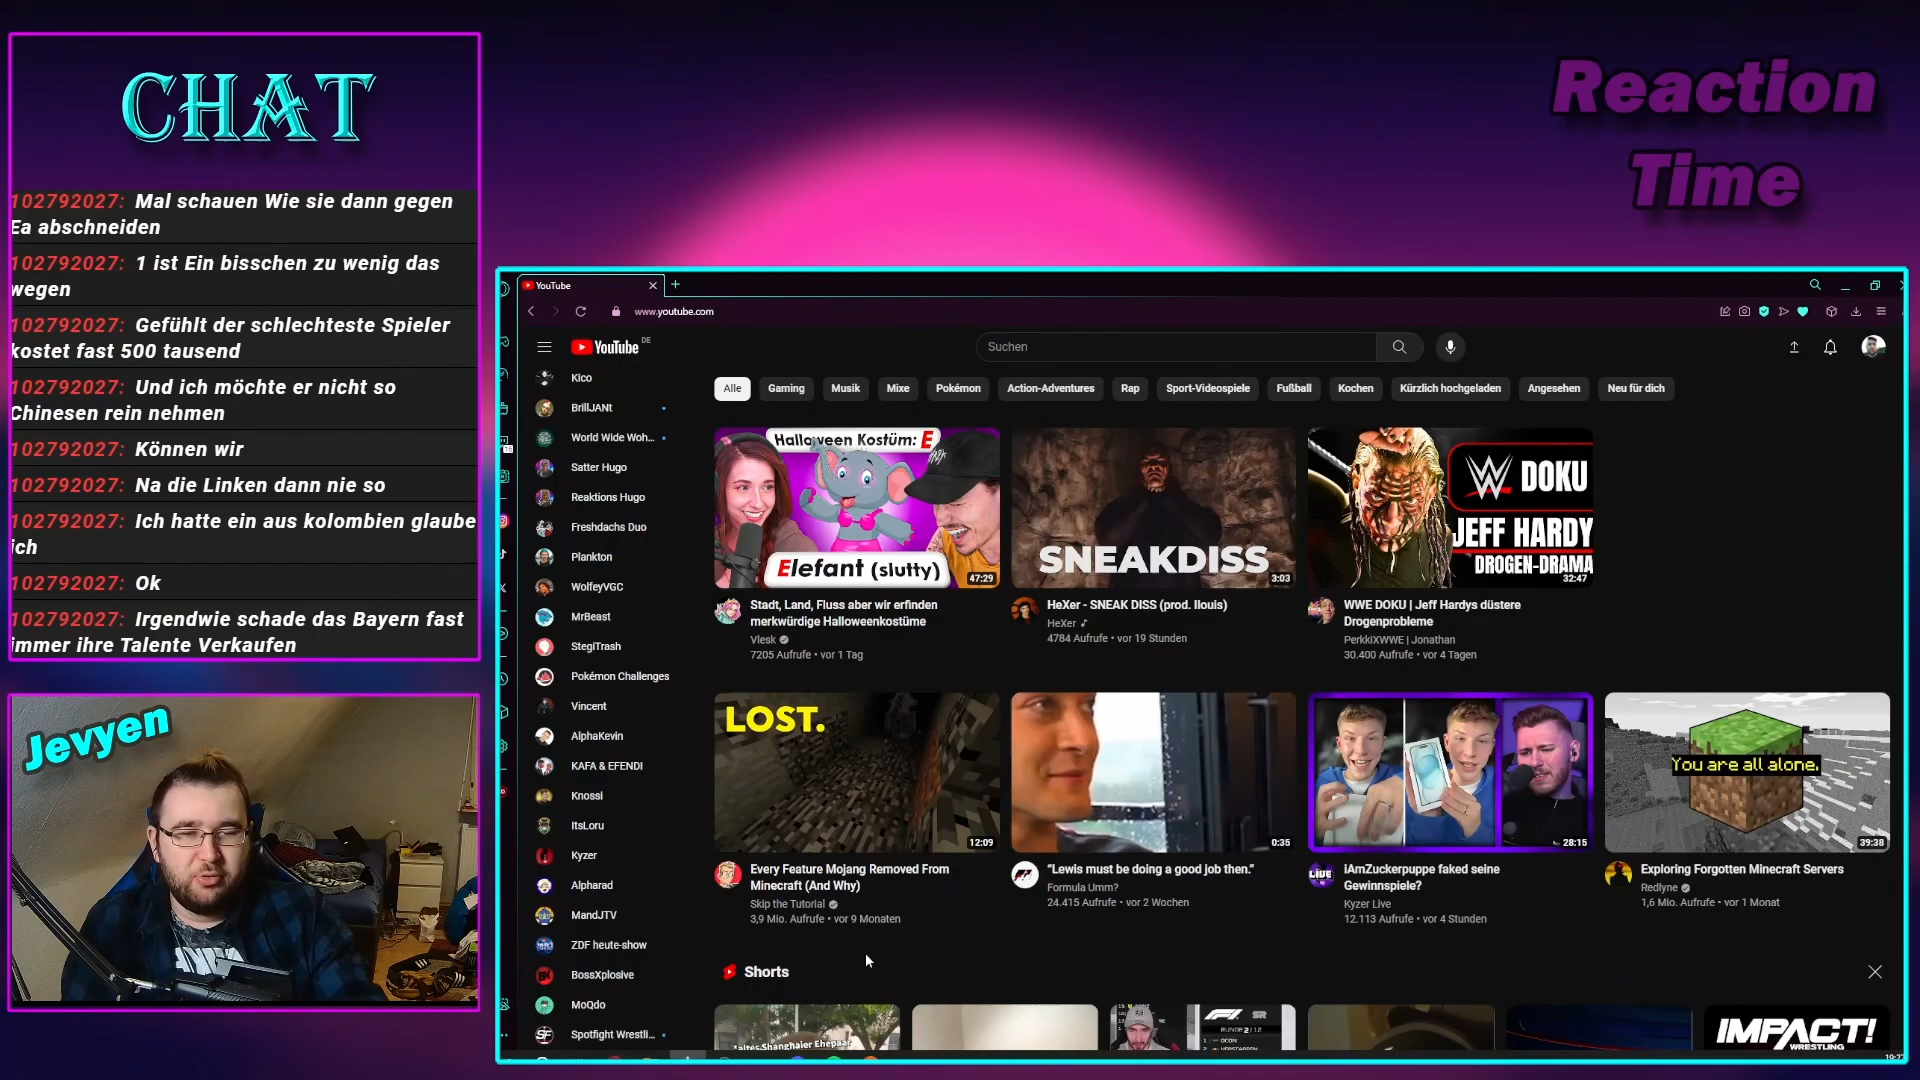 CHAT
102792027: Mal schauen Wie sie dann gegen
Ea abschneiden
102792027: 1 ist Ein bisschen zu wenig das
wegen
102792027: Gefühlt der schlechteste Spieler
kostet fast 500 tausend
102792027: Und ich möchte er nicht so
Chinesen rein nehmen
102792027: Können wir
102792027: Na die Linken dann nie so
102792027: Ich hatte ein aus kolombien glaube
ich
102792027: Ok
102792027: Irgendwie schade das Bayern fast
immer ihre Talente Verkaufen
Jevyen
Reaction
Time
YouTube
www.youtube.com
YouTube DE
Suchen
Kico
BrillJANt
World Wide Woh...
Satter Hugo
Reaktions Hugo
Freshdachs Duo
Plankton
WolfeyVGC
MrBeast
StegiTrash
Pokémon Challenges
Vincent
AlphaKevin
KAFA & EFENDI
Knossi
ItsLoru
Kyzer
Alpharad
MandJTV
ZDF heute-show
BossXplosive
MoQdo
Spotfight Wrestli...
Alle
Gaming
Musik
Mixe
Pokémon
Action-Adventures
Rap
Sport-Videospiele
Fußball
Kochen
Kürzlich hochgeladen
Angesehen
Neu für dich
Halloween Kostüm: E
Elefant (slutty)
47:29
Stadt, Land, Fluss aber wir erfinden
merkwürdige Halloweenkostüme
Vlesk
7205 Aufrufe • vor 1 Tag
SNEAKDISS
3:03
HeXer - SNEAK DISS (prod. llouis)
HeXer
4784 Aufrufe • vor 19 Stunden
W DOKU
JEFF HARDY
DROGEN-DRAMA
32:47
WWE DOKU | Jeff Hardys düstere
Drogenprobleme
PerkkiXWWE | Jonathan
30.400 Aufrufe • vor 4 Tagen
LOST.
12:09
Every Feature Mojang Removed From
Minecraft (And Why)
Skip the Tutorial
3,9 Mio. Aufrufe • vor 9 Monaten
0:35
“Lewis must be doing a good job then.”
Formula Umm?
24.415 Aufrufe • vor 2 Wochen
28:15
LIVE
iAmZuckerpuppe faked seine
Gewinnspiele?
Kyzer Live
12.113 Aufrufe • vor 4 Stunden
You are all alone.
39:38
Exploring Forgotten Minecraft Servers
Redlyne
1,6 Mio. Aufrufe • vor 1 Monat
Shorts
"altes Shanghaier Ehepaar
F1 SR
RUNDE 2/12
1 OCON
IMPACT!
WRESTLING